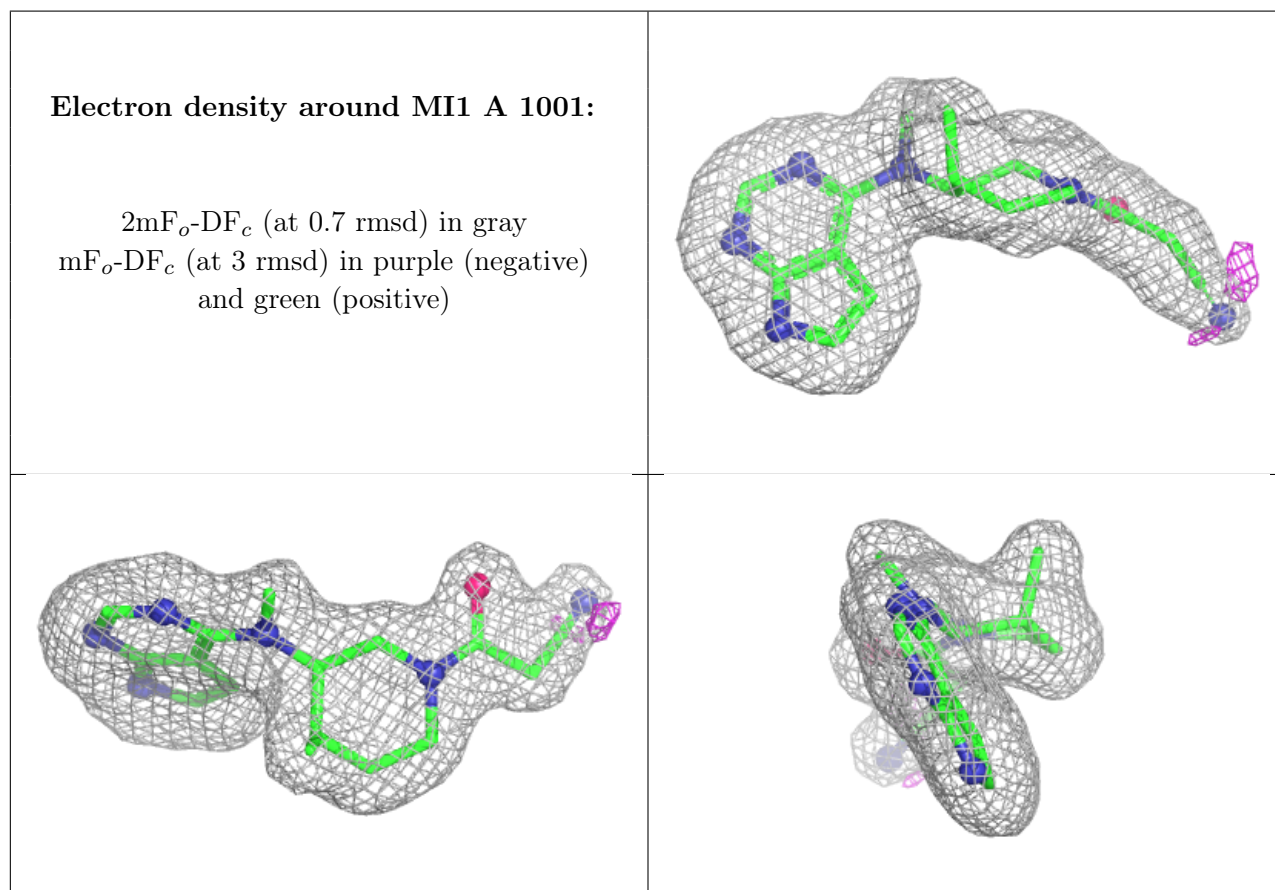 Electron density around MI1 A 1001:
2mFo-DFc (at 0.7 rmsd) in gray
mFo-DFc (at 3 rmsd) in purple (negative)
and green (positive)